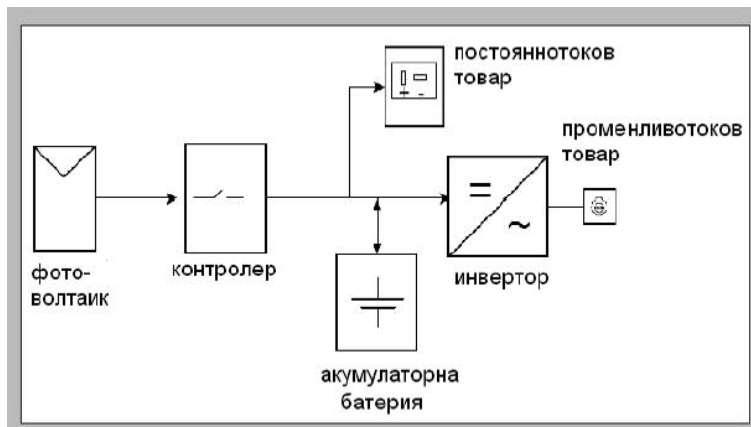 постояннотоков
товар
променливотоков
товар
фото-
волтаик
контролер
инвертор
акумулаторна
батерия